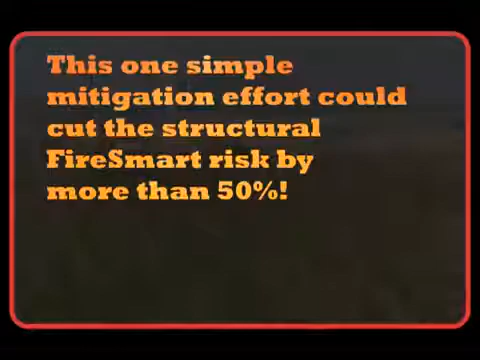 This one simple
mitigation effort could
cut the structural
FireSmart risk by
more than 50%!